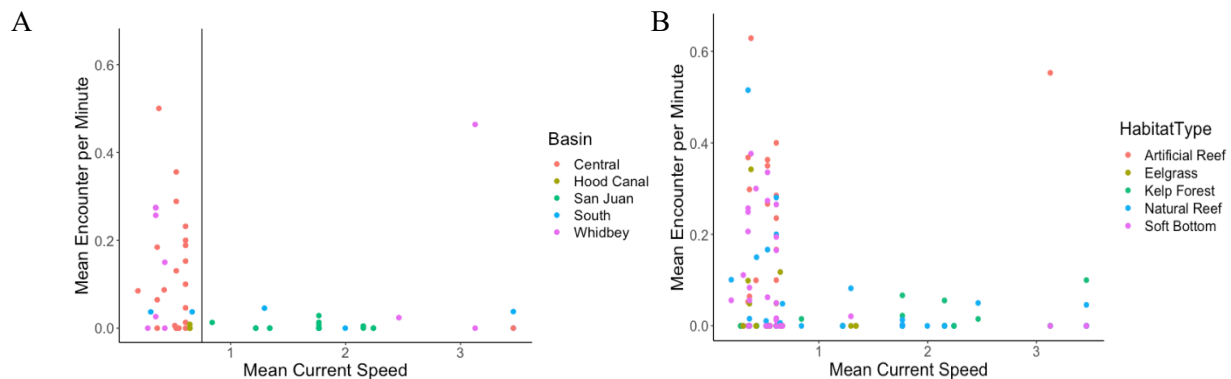 A
Mean Encounter per Minute
0.6
0.4
0.2
0.0
1
2
3
Mean Current Speed
Basin
Central
Hood Canal
San Juan
South
Whidbey
B
Mean Encounter per Minute
0.6
0.4
0.2
0.0
1
2
3
Mean Current Speed
HabitatType
Artificial Reef
Eelgrass
Kelp Forest
Natural Reef
Soft Bottom